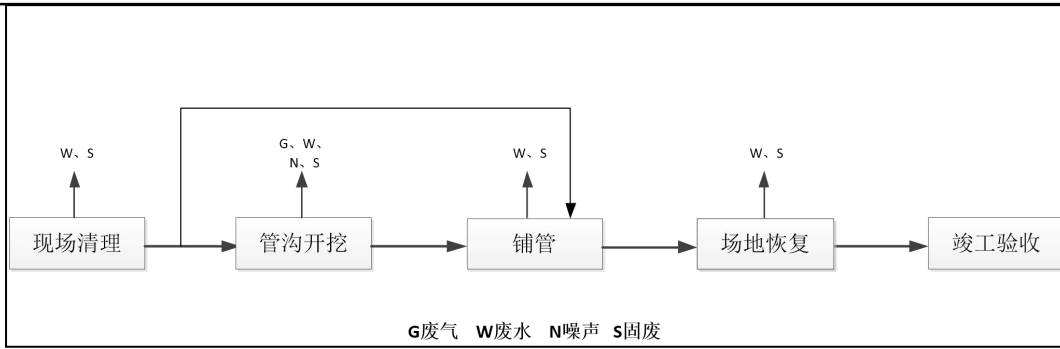 W、S
G、W、
N、S
W、S
W、S
现场清理
管沟开挖
铺管
场地恢复
竣工验收
G废气 W废水 N噪声 S固废